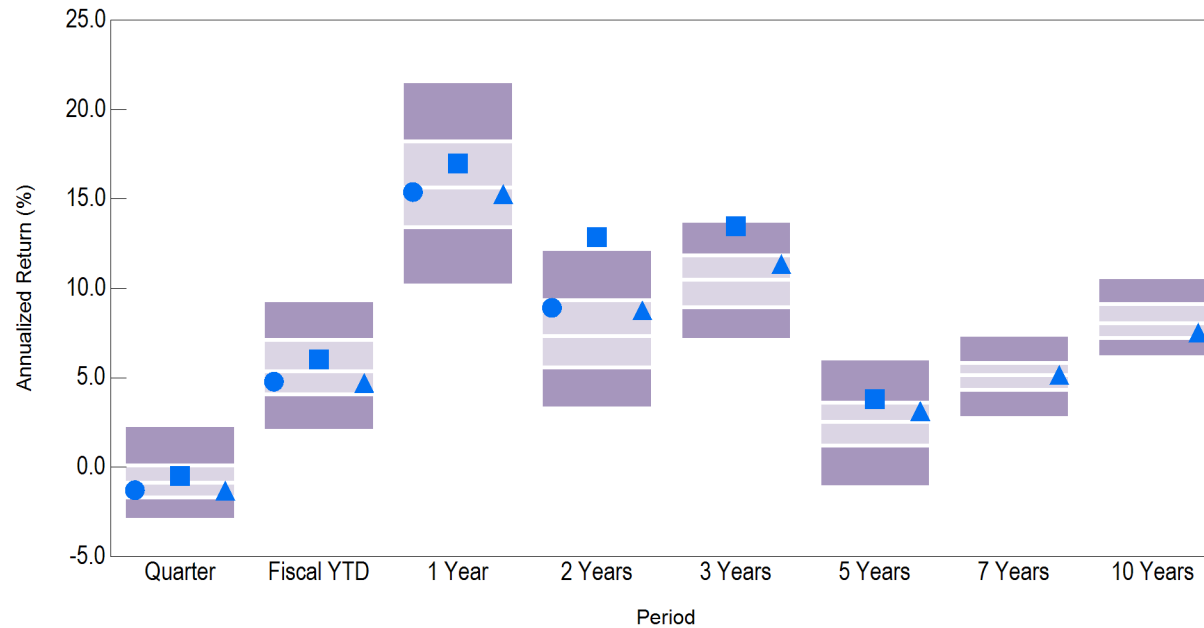 25.0
20.0
15.0
10.0
5.0
0.0
-5.0
Annualized Return (%)
Quarter Fiscal YTD 1 Year 2 Years 3 Years 5 Years 7 Years 10 Years
Period